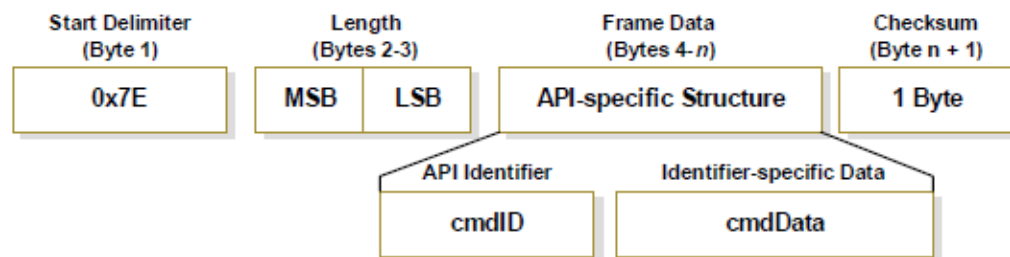 Start Delimiter
(Byte 1)
Length
(Bytes 2-3)
Frame Data
(Bytes 4-n)
Checksum
(Byte n + 1)
0x7E
MSB
LSB
API-specific Structure
1 Byte
API Identifier
Identifier-specific Data
cmdID
cmdData